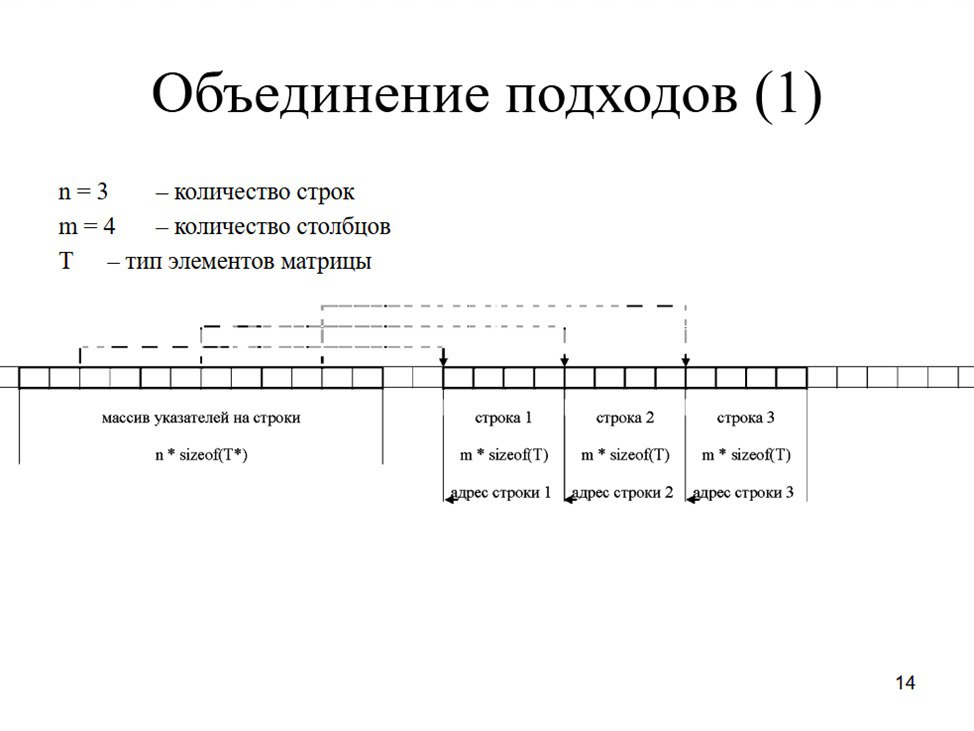 Объединение подходов (1)
n = 3 – количество строк
m = 4 – количество столбцов
T – тип элементов матрицы
массив указателей на строки
n * sizeof(T*)
строка 1
m * sizeof(T)
адрес строки 1
строка 2
m * sizeof(T)
адрес строки 2
строка 3
m * sizeof(T)
адрес строки 3
14